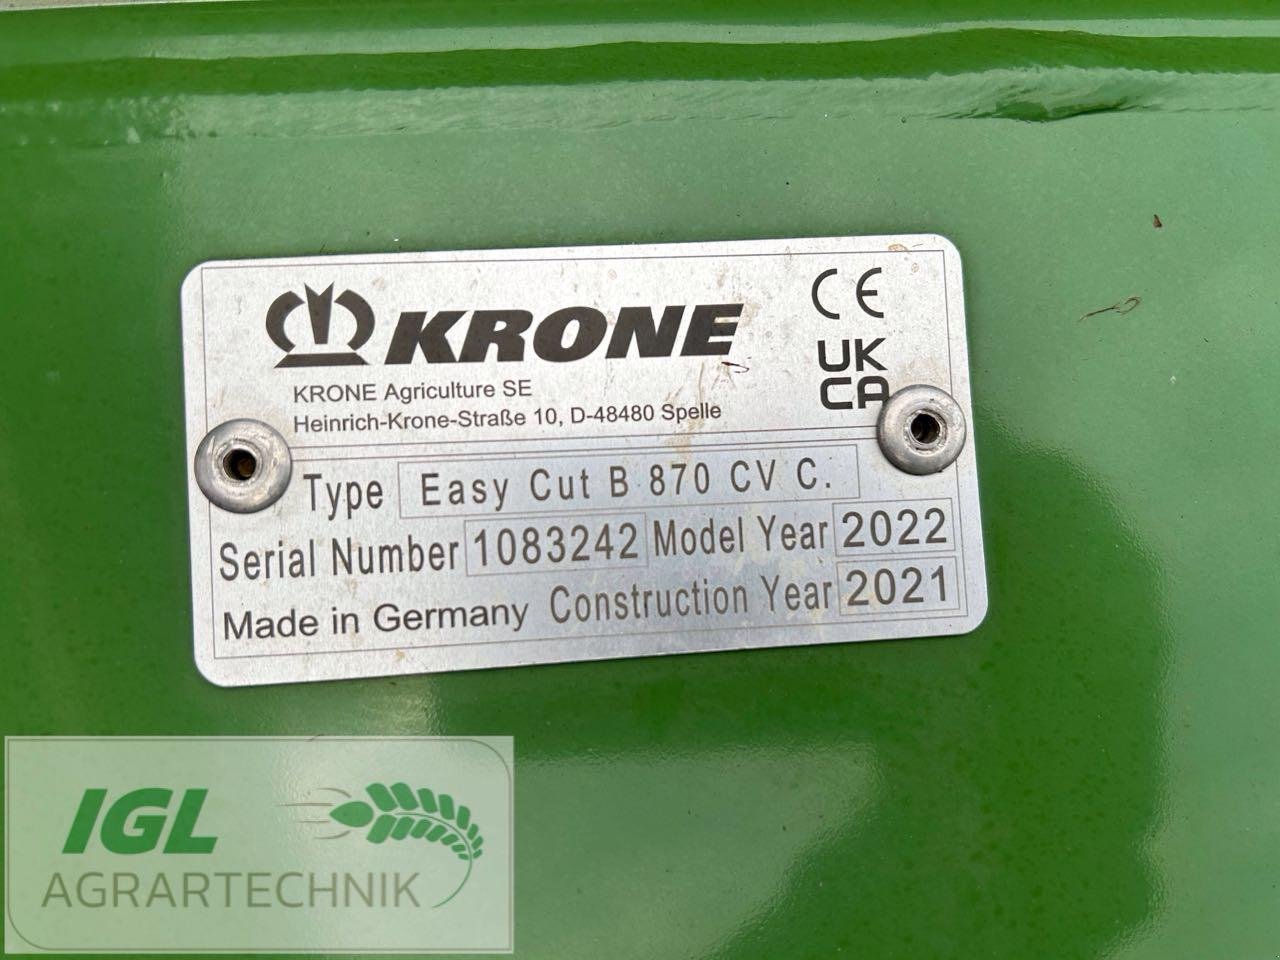 KRONE
CE
UK
CA
KRONE Agriculture SE
Heinrich-Krone-Straße 10, D-48480 Spelle
Type Easy Cut B 870 CV C.
Serial Number 1083242 Model Year 2022
Made in Germany Construction Year 2021
IGL
AGRARTECHNIK